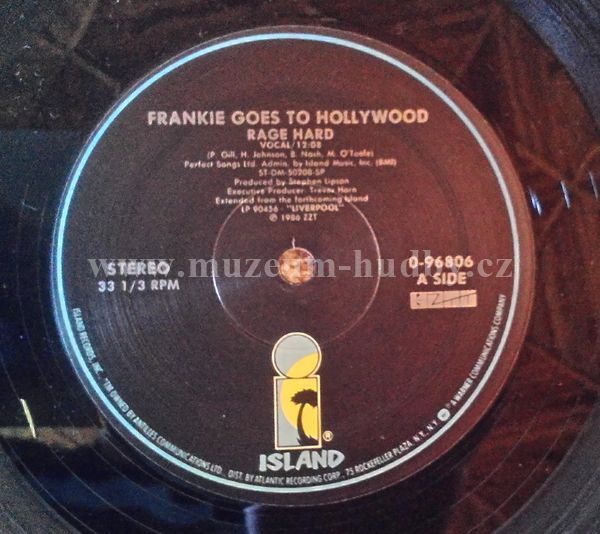 FRANKIE GOES TO HOLLYWOOD
RAGE HARD
VOCAL/12:08
(P. Gill, H. Johnson, B. Nash, M. O'Toole)
Perfect Songs Ltd. Admin. by Island Music, Inc. (BMI)
ST-DM-50208-SP
Produced by Stephen Lipson
Executive Producer: Trevor Horn
Extended from the forthcoming Island
LP 90456 - "LIVERPOOL"
℗ 1986 ZZT
www.muzeum-hudby.cz
STEREO
33 1/3 RPM
0-96806
A SIDE
ISLAND
®
ISLAND RECORDS, INC. - *TM OWNED BY ANTILLES COMMUNICATIONS LTD. DIST. BY ATLANTIC RECORDING CORP., 75 ROCKEFELLER PLAZA, N.Y., N.Y. A WARNER COMMUNICATIONS COMPANY